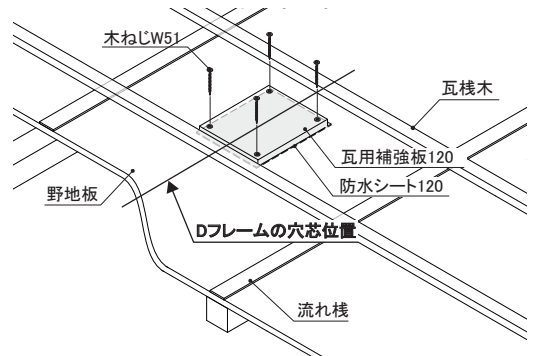 木ねじW51
瓦桟木
瓦用補強板120
防水シート120
野地板
Dフレームの穴芯位置
流れ桟